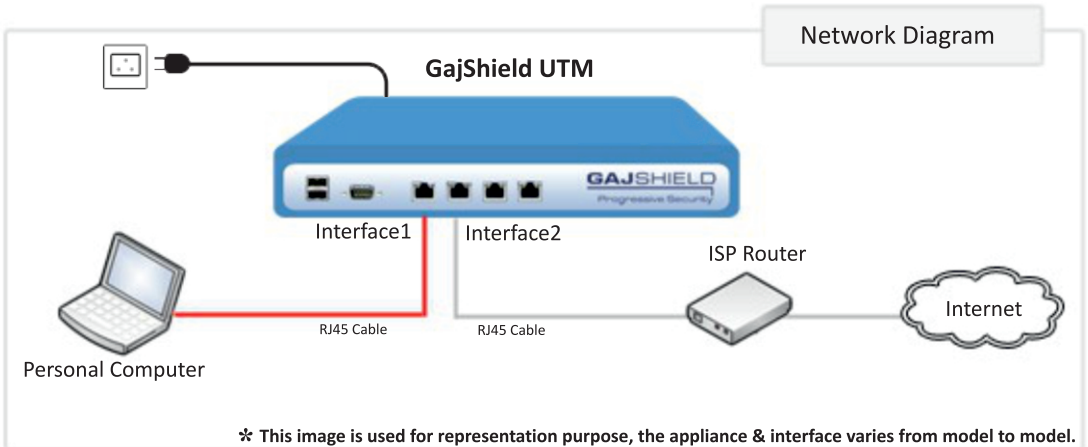 Network Diagram
GajShield UTM
GAJSHIELD
Progressive Security
Interface1
Interface2
ISP Router
Internet
RJ45 Cable
RJ45 Cable
Personal Computer
* This image is used for representation purpose, the appliance & interface varies from model to model.